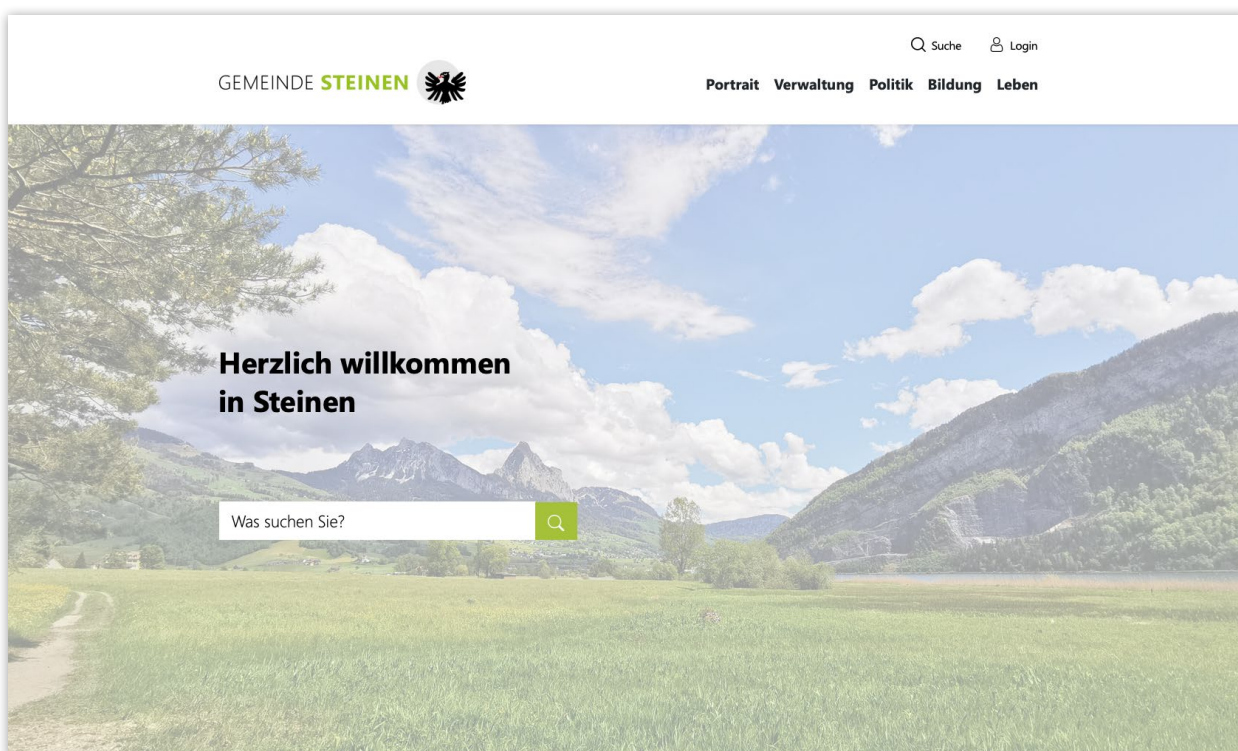 Suche
Login
GEMEINDE STEINEN
Portrait Verwaltung Politik Bildung Leben
Herzlich willkommen
in Steinen
Was suchen Sie?